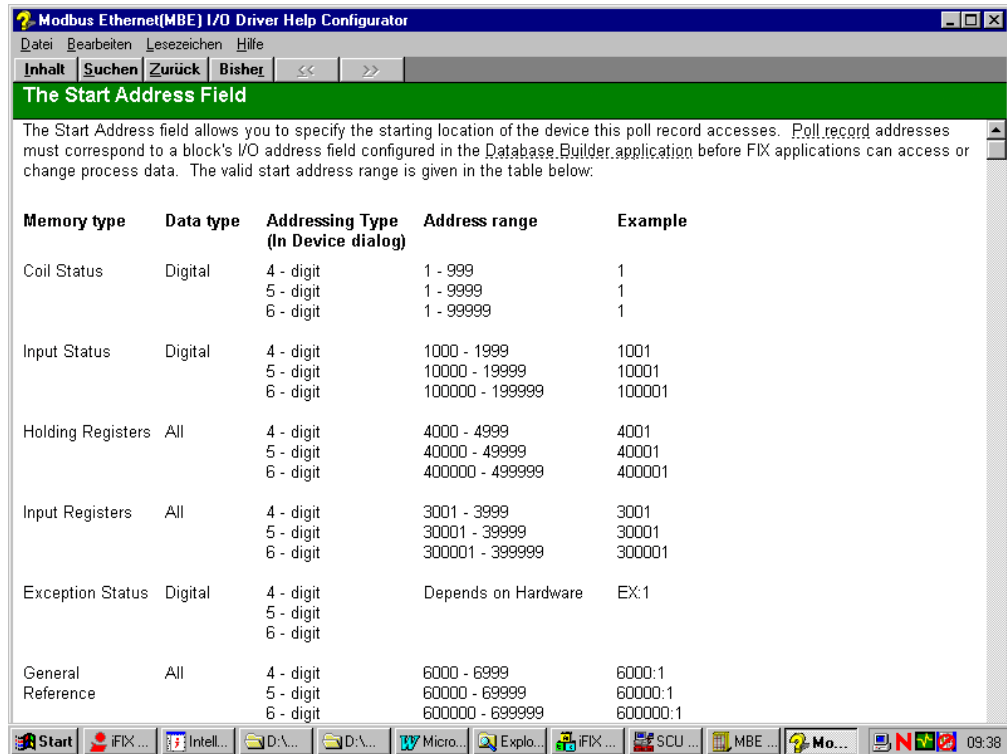 Modbus Ethernet(MBE) I/O Driver Help Configurator
Datei Bearbeiten Lesezeichen Hilfe
Inhalt Suchen Zurück Bisher << >>
The Start Address Field
The Start Address field allows you to specify the starting location of the device this poll record accesses. Poll record addresses
must correspond to a block's I/O address field configured in the Database Builder application before FIX applications can access or
change process data. The valid start address range is given in the table below:
Memory type Data type Addressing Type Address range Example
(In Device dialog)
Coil Status Digital 4 - digit 1 - 999 1
5 - digit 1 - 9999 1
6 - digit 1 - 99999 1
Input Status Digital 4 - digit 1000 - 1999 1001
5 - digit 10000 - 19999 10001
6 - digit 100000 - 199999 100001
Holding Registers All 4 - digit 4000 - 4999 4001
5 - digit 40000 - 49999 40001
6 - digit 400000 - 499999 400001
Input Registers All 4 - digit 3001 - 3999 3001
5 - digit 30001 - 39999 30001
6 - digit 300001 - 399999 300001
Exception Status Digital 4 - digit Depends on Hardware EX:1
5 - digit
6 - digit
General All 4 - digit 6000 - 6999 6000:1
Reference 5 - digit 60000 - 69999 60000:1
6 - digit 600000 - 699999 600000:1
Start iFIX ... Intell... D:\... D:\... Micro... Explo... iFIX ... SCU ... MBE ... Mo... 09:38